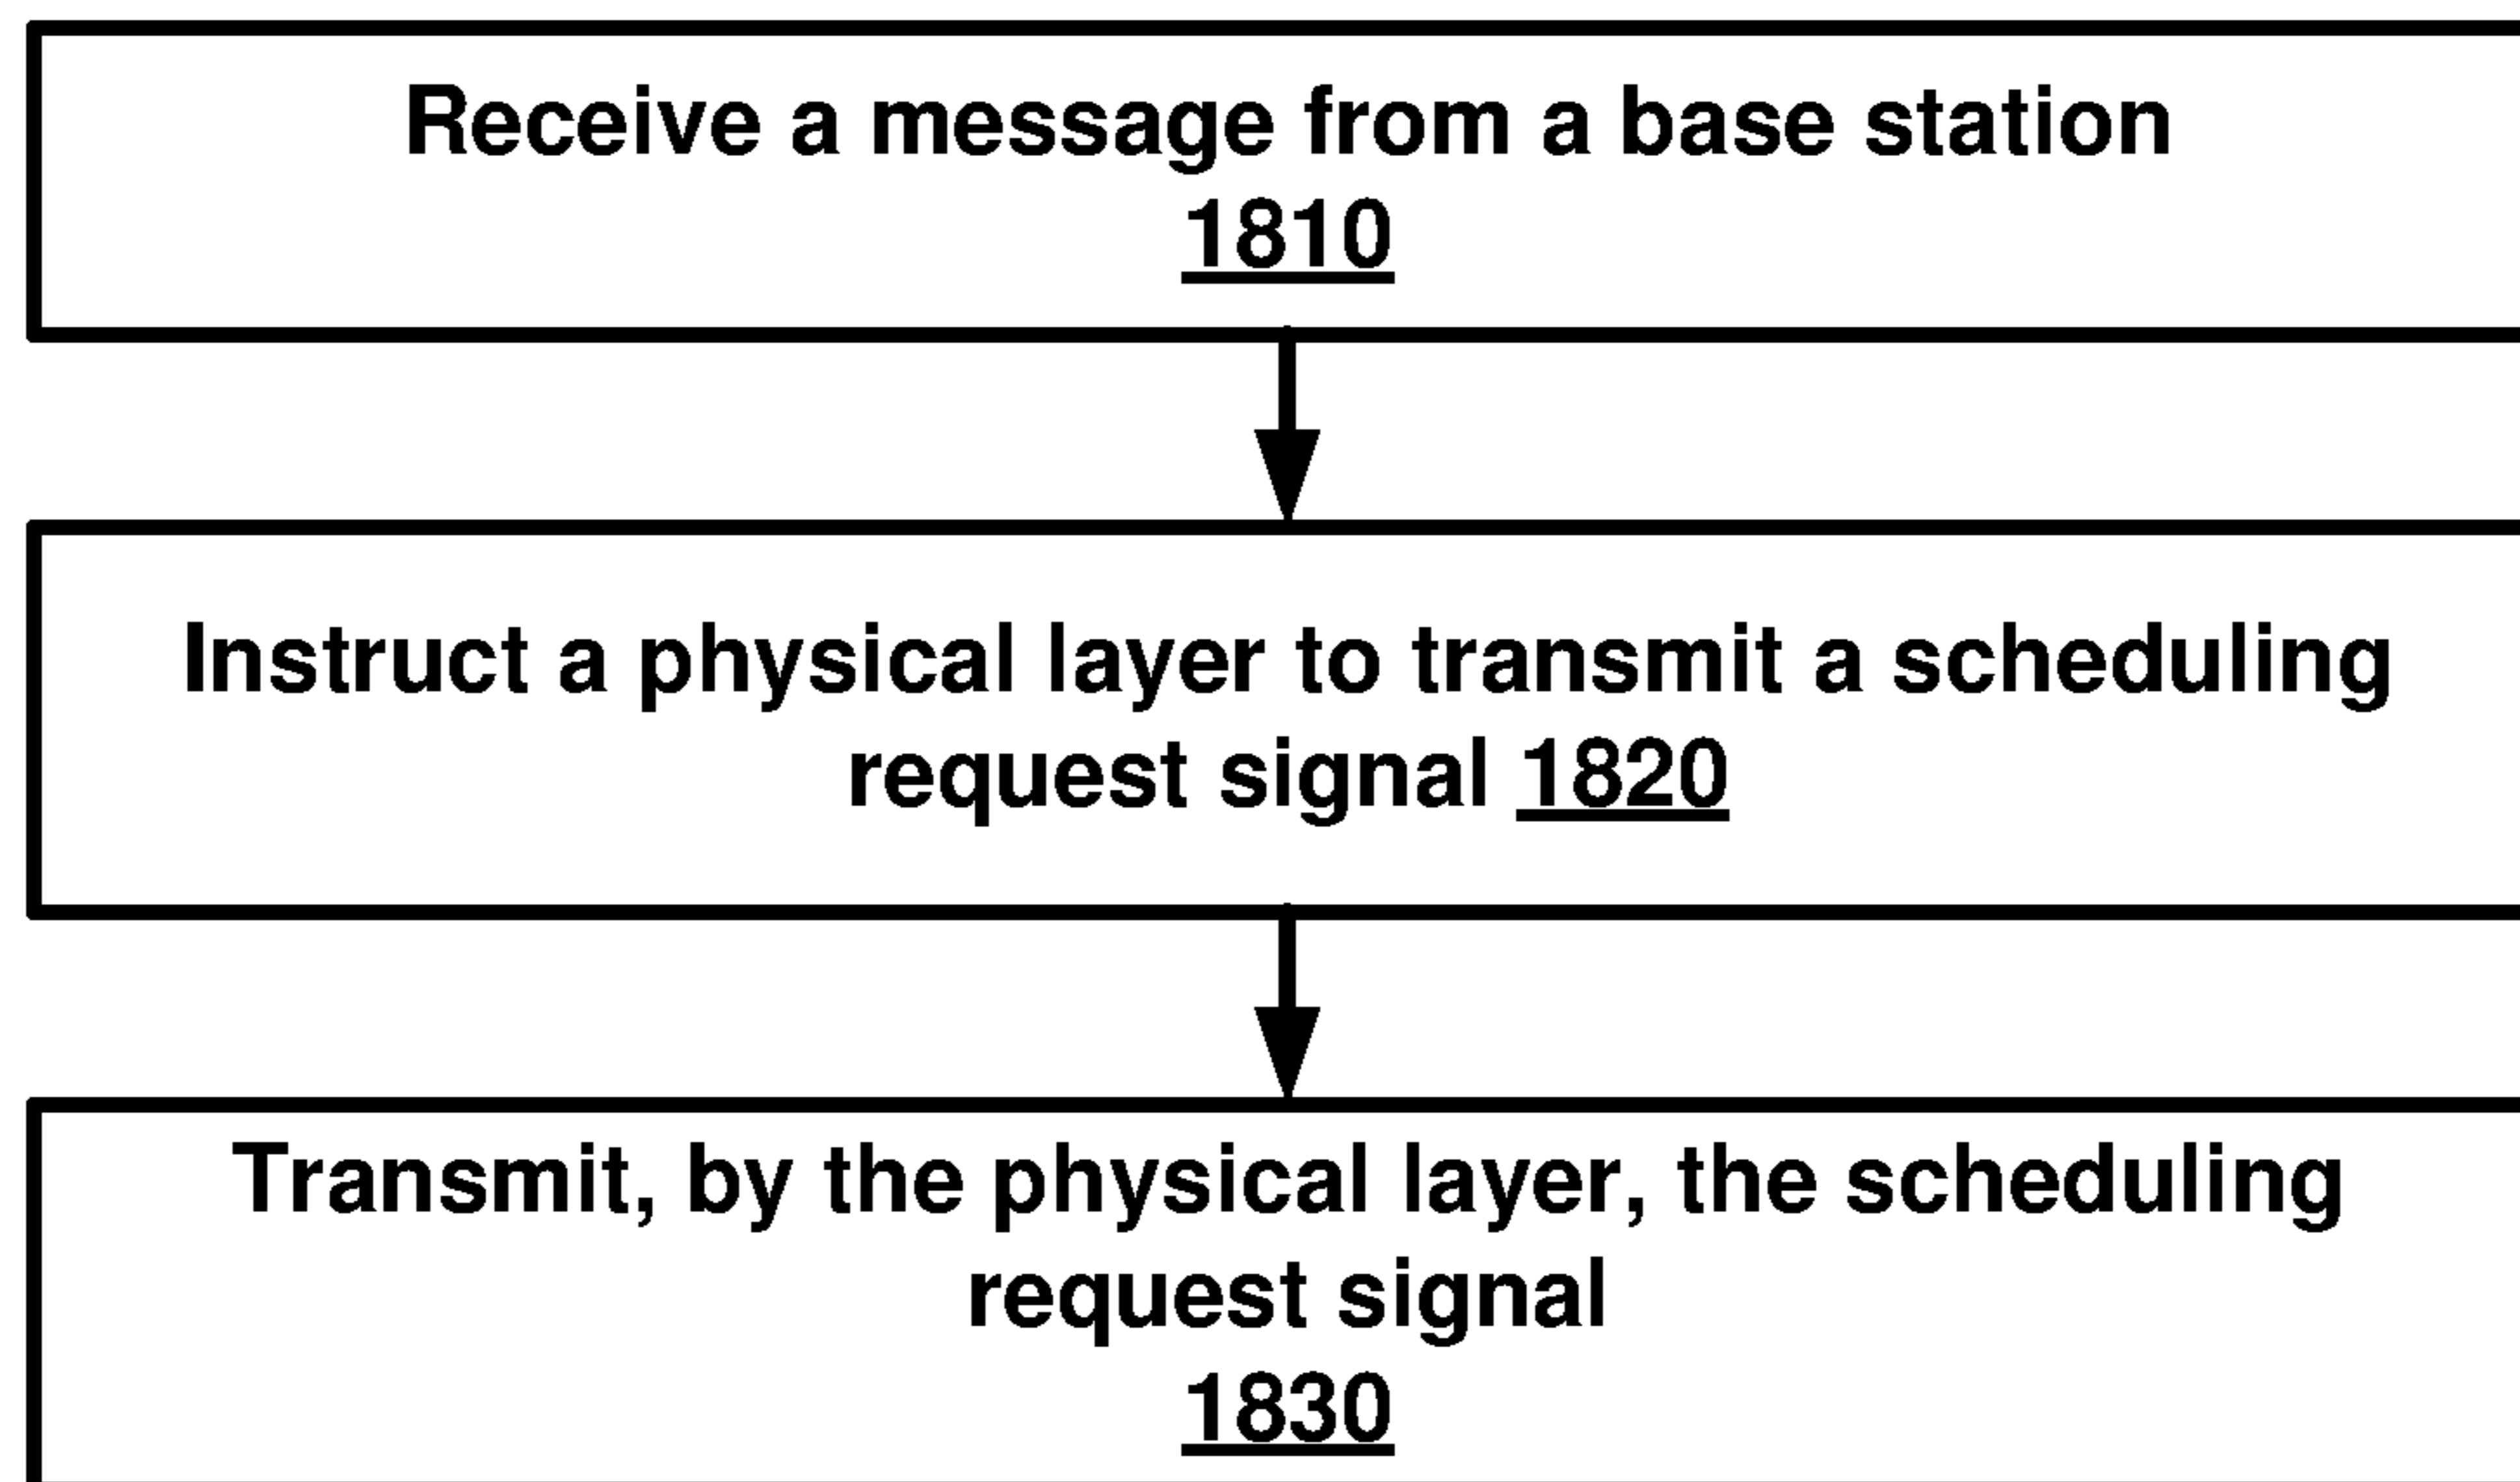 Receive a message from a base station
1810
Instruct a physical layer to transmit a scheduling
request signal 1820
Transmit, by the physical layer, the scheduling
request signal
1830